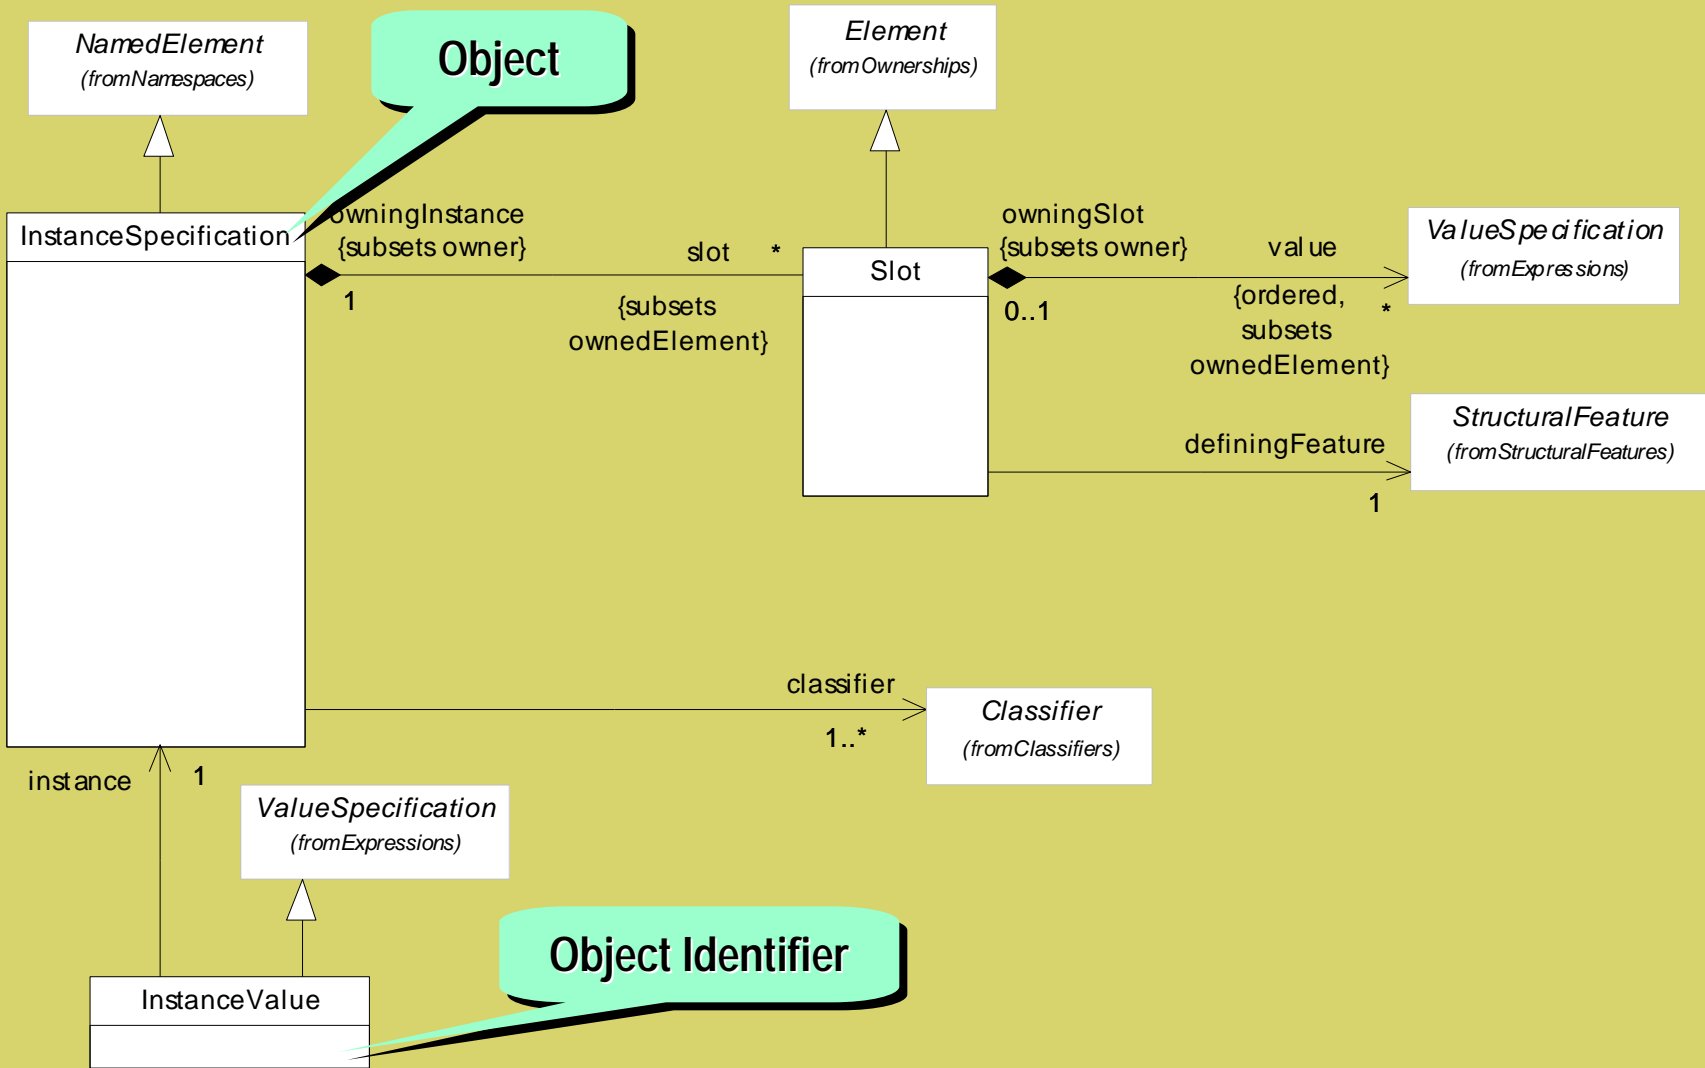 NamedElement
(fromNamespaces)
Object
Element
(fromOwnerships)
InstanceSpecification
owningInstance
{subsets owner}
1
slot *
{subsets
ownedElement}
Slot
owningSlot
{subsets owner}
0..1
value
{ordered,
subsets
ownedElement}
*
ValueSpecification
(fromExpressions)
definingFeature
1
StructuralFeature
(fromStructuralFeatures)
classifier
1..*
Classifier
(fromClassifiers)
instance 1
ValueSpecification
(fromExpressions)
Object Identifier
InstanceValue